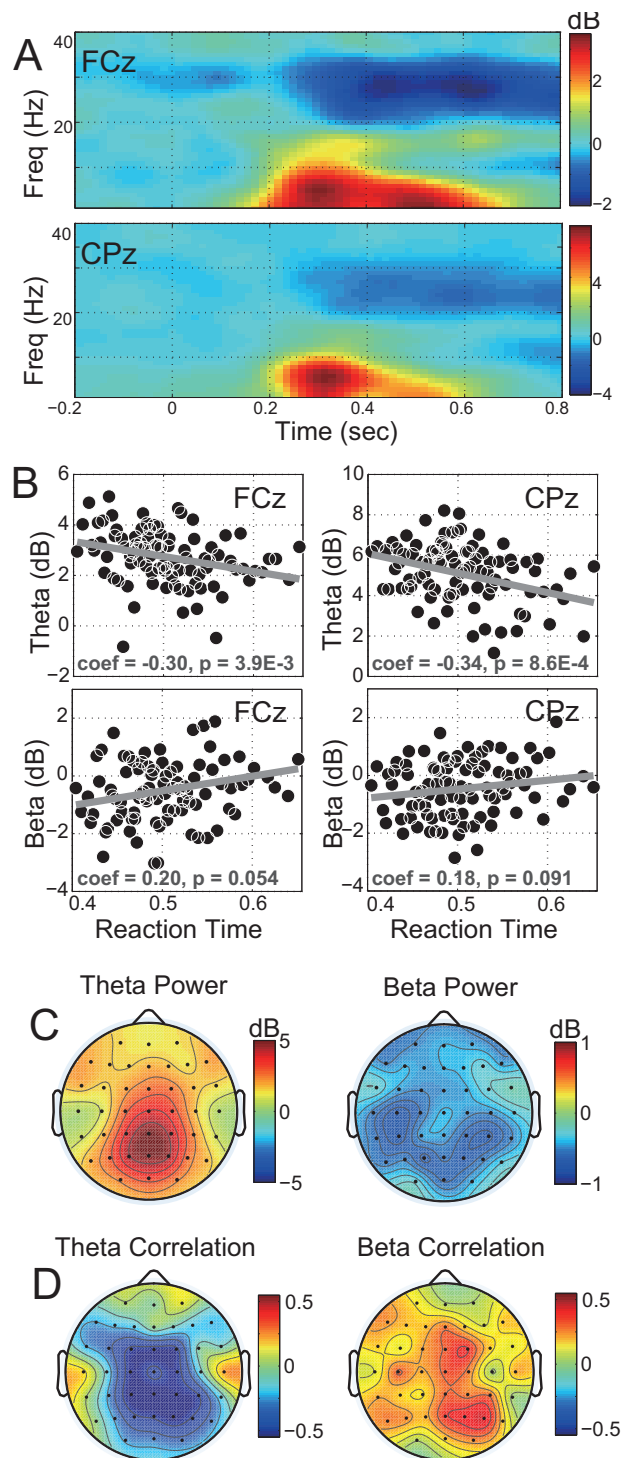 A
FCz
dB
40
20
Freq (Hz)
2
0
−2
CPz
40
20
Freq (Hz)
4
0
−4
−0.2 0 0.2 0.4 0.6 0.8
Time (sec)
B
FCz
6
4
2
0
−2
Theta (dB)
coef = -0.30, p = 3.9E-3
CPz
10
8
6
4
2
0
Theta (dB)
coef = -0.34, p = 8.6E-4
FCz
2
0
−2
−4
Beta (dB)
coef = 0.20, p = 0.054
0.4 0.5 0.6
Reaction Time
CPz
2
0
−2
−4
Beta (dB)
coef = 0.18, p = 0.091
0.4 0.5 0.6
Reaction Time
C
Theta Power
dB
5
0
−5
Beta Power
dB
1
0
−1
D
Theta Correlation
0.5
0
−0.5
Beta Correlation
0.5
0
−0.5